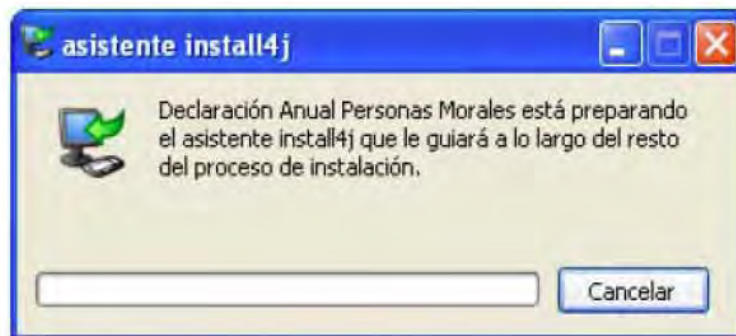 asistente install4j
Declaración Anual Personas Morales está preparando
el asistente install4j que le guiará a lo largo del resto
del proceso de instalación.
Cancelar